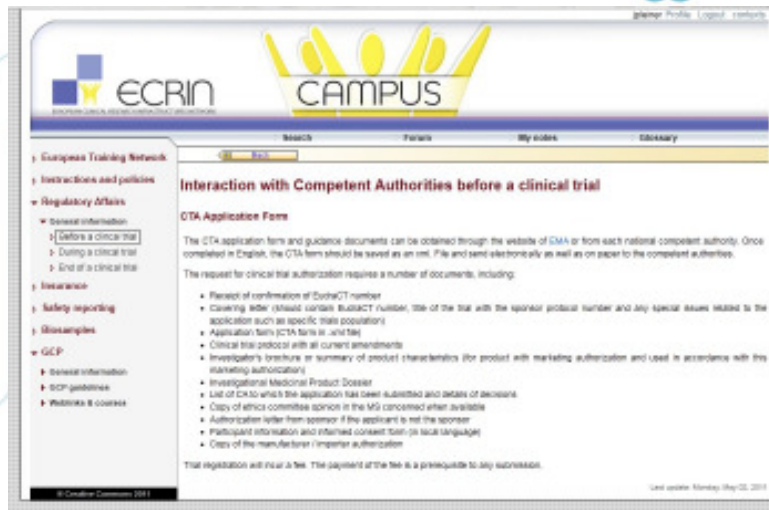 Profile Logout contacts
ECRIN
CAMPUS
Search Forum My notes Glossary
Back
European Training Network
Instructions and policies
Regulatory Affairs
General information
Before a clinical trial
During a clinical trial
End of a clinical trial
Insurance
Safety reporting
Biosamples
GCP
General information
GCP guidelines
Weblinks & courses
© Creative Commons 2011
Interaction with Competent Authorities before a clinical trial
CTA Application Form
The CTA application form and guidance documents can be obtained through the website of EMA or from each national competent authority. Once
completed in English, the CTA form should be saved as an xml. File and send electronically as well as on paper to the competent authorities.
The request for clinical trial authorization requires a number of documents, including:
Receipt of confirmation of EudraCT number
Covering letter (should contain EudraCT number, title of the trial with the sponsor protocol number and any special issues related to the
application such as specific trials population)
Application form (CTA form in .xml file)
Clinical trial protocol with all current amendments
Investigator's brochure or summary of product characteristics (for product with marketing authorization and used in accordance with this
marketing authorization)
Investigational Medicinal Product Dossier
List of CA to which the application has been submitted and details of decisions
Copy of ethics committee opinion in the MS concerned when available
Authorization letter from sponsor if the applicant is not the sponsor
Participant information and informed consent form (in local language)
Copy of the manufacturer / importer authorization
Trial registration will incur a fee. The payment of the fee is a prerequisite to any submission.
Last update: Monday, May 02, 2011